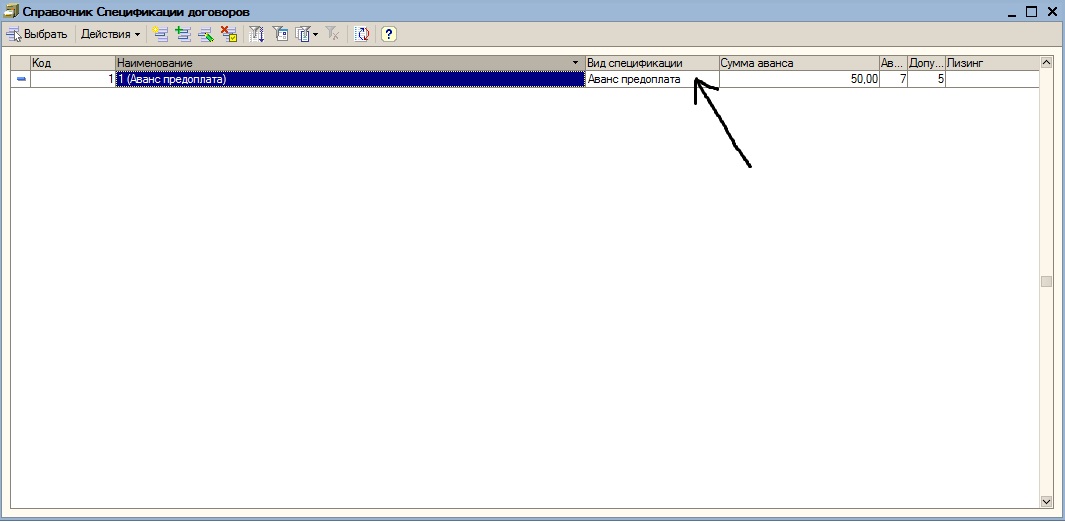 Справочник Спецификации договоров
Выбрать Действия ?
Код Наименование Вид спецификации Сумма аванса Ав... Допу... Лизинг
1 1 (Аванс предоплата) Аванс предоплата 50,00 7 5